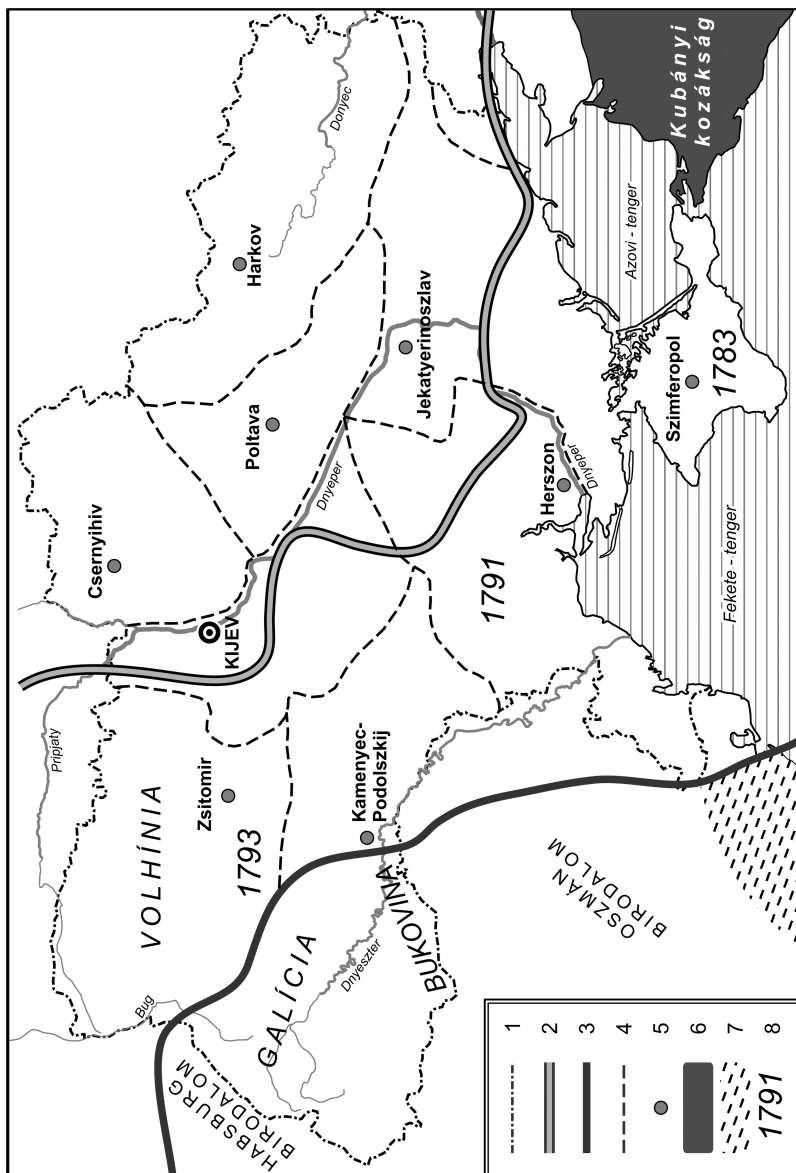 HABSBURG
BIRODALOM
GALÍCIA
Bug
Dnyeszter
BUKOVINA
VOLHÍNIA
1793
Zsitomir
Kamenyec-
Podolszkij
Pripjaty
KIJEV
Csernyihiv
Poltava
Harkov
Donyec
Dnyeper
Jekatyerinoszlav
1791
Herszon
Dnyeper
OSZMÁN
BIRODALOM
Fekete - tenger
Szimferopol
1783
Azovi - tenger
Kubányi
kozákság
1
2
3
4
5
6
7
1791 8